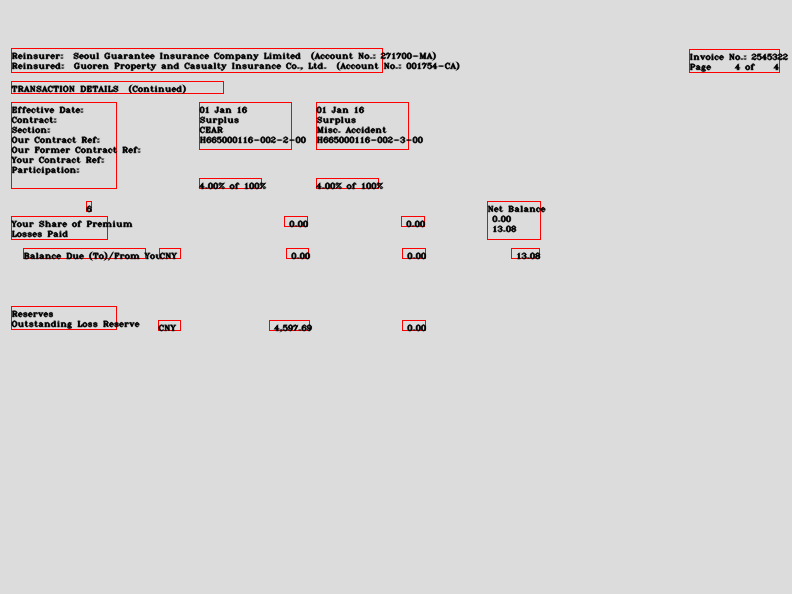 Reinsurer: Seoul Guarantee Insurance Company Limited (Account No.: 271700-MA)
Invoice No.: 2545322
Reinsured: Guoren Property and Casualty Insurance Co., Ltd. (Account No.: 001754-CA)
Page 4 of 4
TRANSACTION DETAILS (Continued)
Effective Date: 01 Jan 16 01 Jan 16
Contract: Surplus Surplus
Section: CEAR Misc. Accident
Our Contract Ref: H665000116-002-2-00 H665000116-002-3-00
Our Former Contract Ref:
Your Contract Ref:
Participation:
4.00% of 100% 4.00% of 100%
6 Net Balance
Your Share of Premium 0.00 0.00 0.00
Losses Paid 13.08
Balance Due (To)/From You CNY 0.00 0.00 13.08
Reserves
Outstanding Loss Reserve CNY 4,597.69 0.00